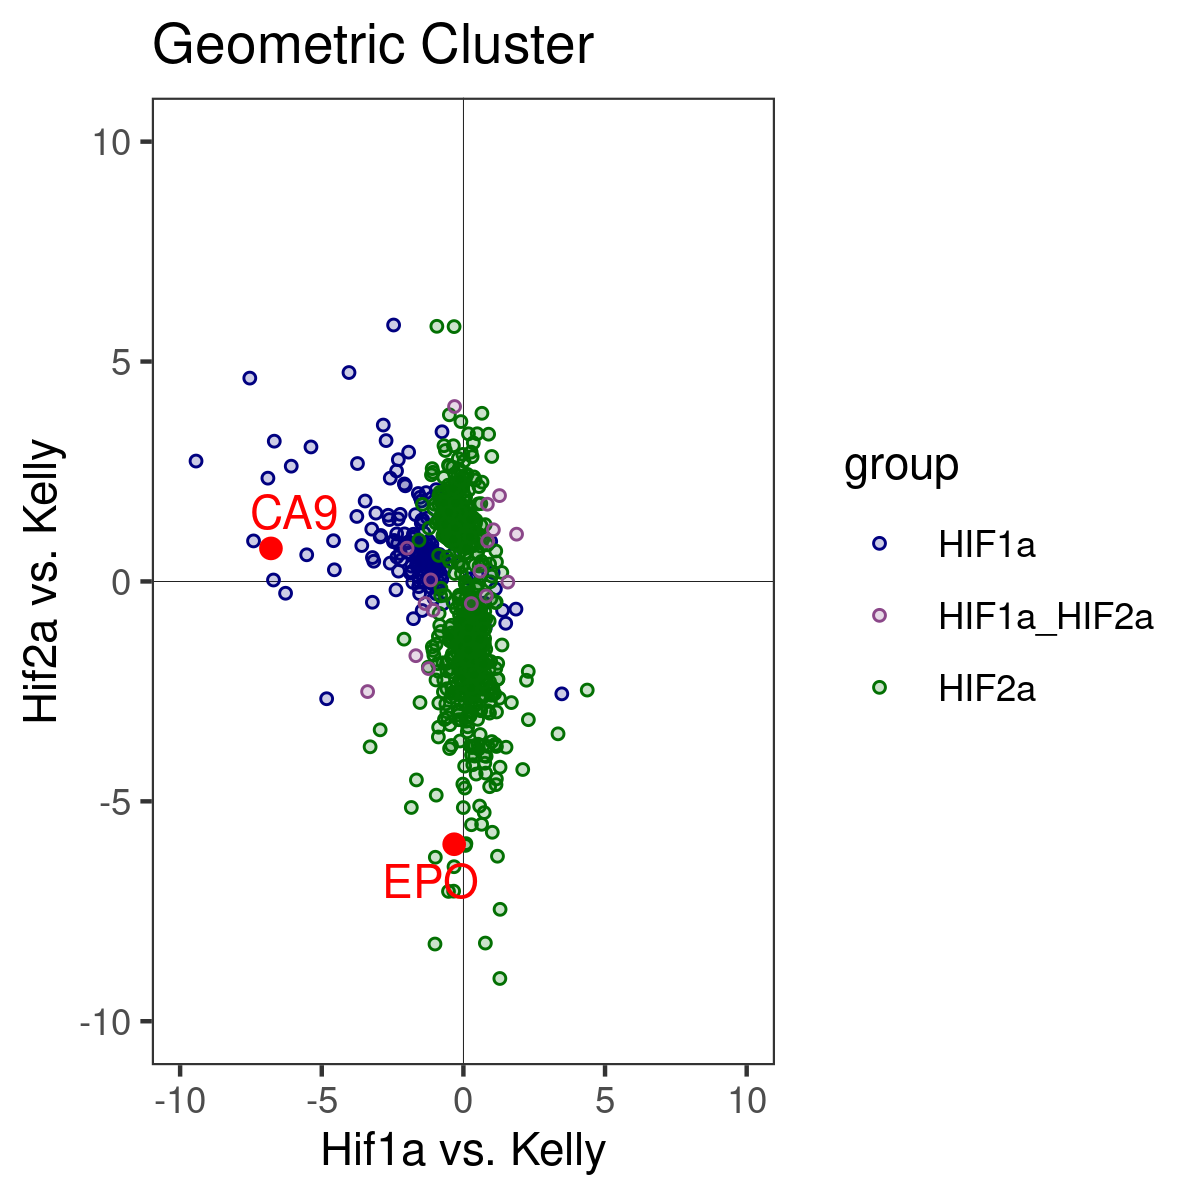 Geometric Cluster
10
5
0
-5
-10
Hif2a vs. Kelly
CA9
EPO
-10
-5
0
5
10
Hif1a vs. Kelly
group
HIF1a
HIF1a_HIF2a
HIF2a